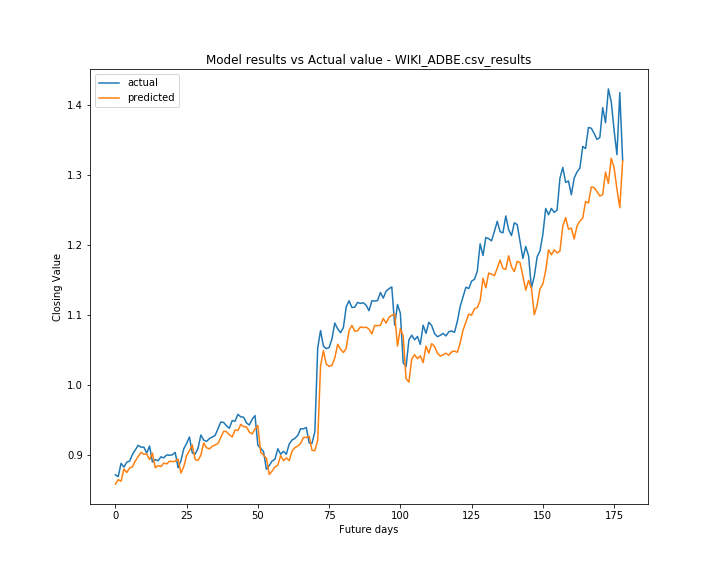 Model results vs Actual value - WIKI_ADBE.csv_results
actual
predicted
1.4
1.3
1.2
1.1
1.0
0.9
Closing Value
0
25
50
75
100
125
150
175
Future days